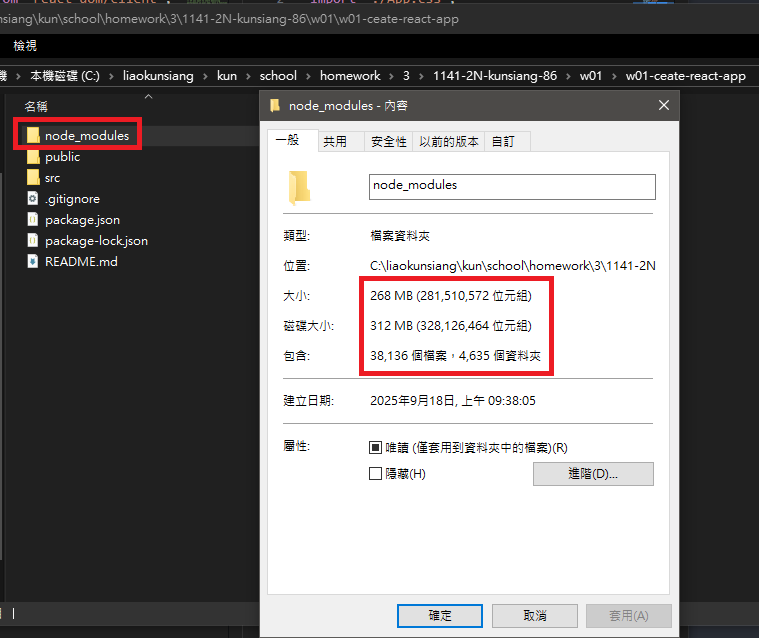 nsiang\kun\school\homework\3\1141-2N-kunsiang-86\w01\w01-ceate-react-app
檢視
機 › 本機磁碟 (C:) › liaokunsiang › kun › school › homework › 3 › 1141-2N-kunsiang-86 › w01 › w01-ceate-react-app
名稱
node_modules
public
src
.gitignore
package.json
package-lock.json
README.md
node_modules - 內容
一般 共用 安全性 以前的版本 自訂
node_modules
類型: 檔案資料夾
位置: C:\liaokunsiang\kun\school\homework\3\1141-2N
大小: 268 MB (281,510,572 位元組)
磁碟大小: 312 MB (328,126,464 位元組)
包含: 38,136 個檔案，4,635 個資料夾
建立日期: 2025年9月18日, 上午 09:38:05
屬性: 唯讀 (僅套用到資料夾中的檔案)(R)
隱藏(H) 進階(D)...
確定 取消 套用(A)